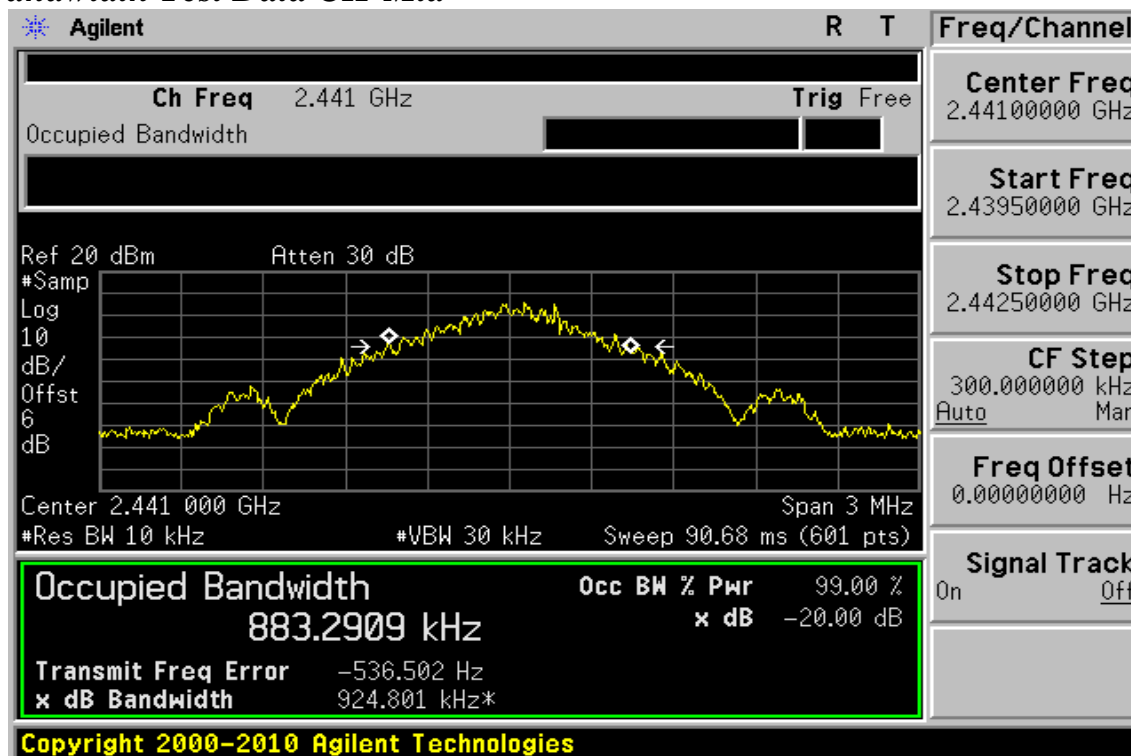 Agilent R T Freq/Channel
Ch Freq 2.441 GHz Trig Free
Occupied Bandwidth
Center Freq
2.44100000 GHz
Start Freq
2.43950000 GHz
Stop Freq
2.44250000 GHz
CF Step
300.000000 kHz
Auto Man
Freq Offset
0.00000000 Hz
Signal Track
On Off
Ref 20 dBm Atten 30 dB
#Samp
Log
10
dB/
Offst
6
dB
Center 2.441 000 GHz Span 3 MHz
#Res BW 10 kHz #VBW 30 kHz Sweep 90.68 ms (601 pts)
Occupied Bandwidth Occ BW % Pwr 99.00 %
883.2909 kHz x dB -20.00 dB
Transmit Freq Error -536.502 Hz
x dB Bandwidth 924.801 kHz*
Copyright 2000-2010 Agilent Technologies